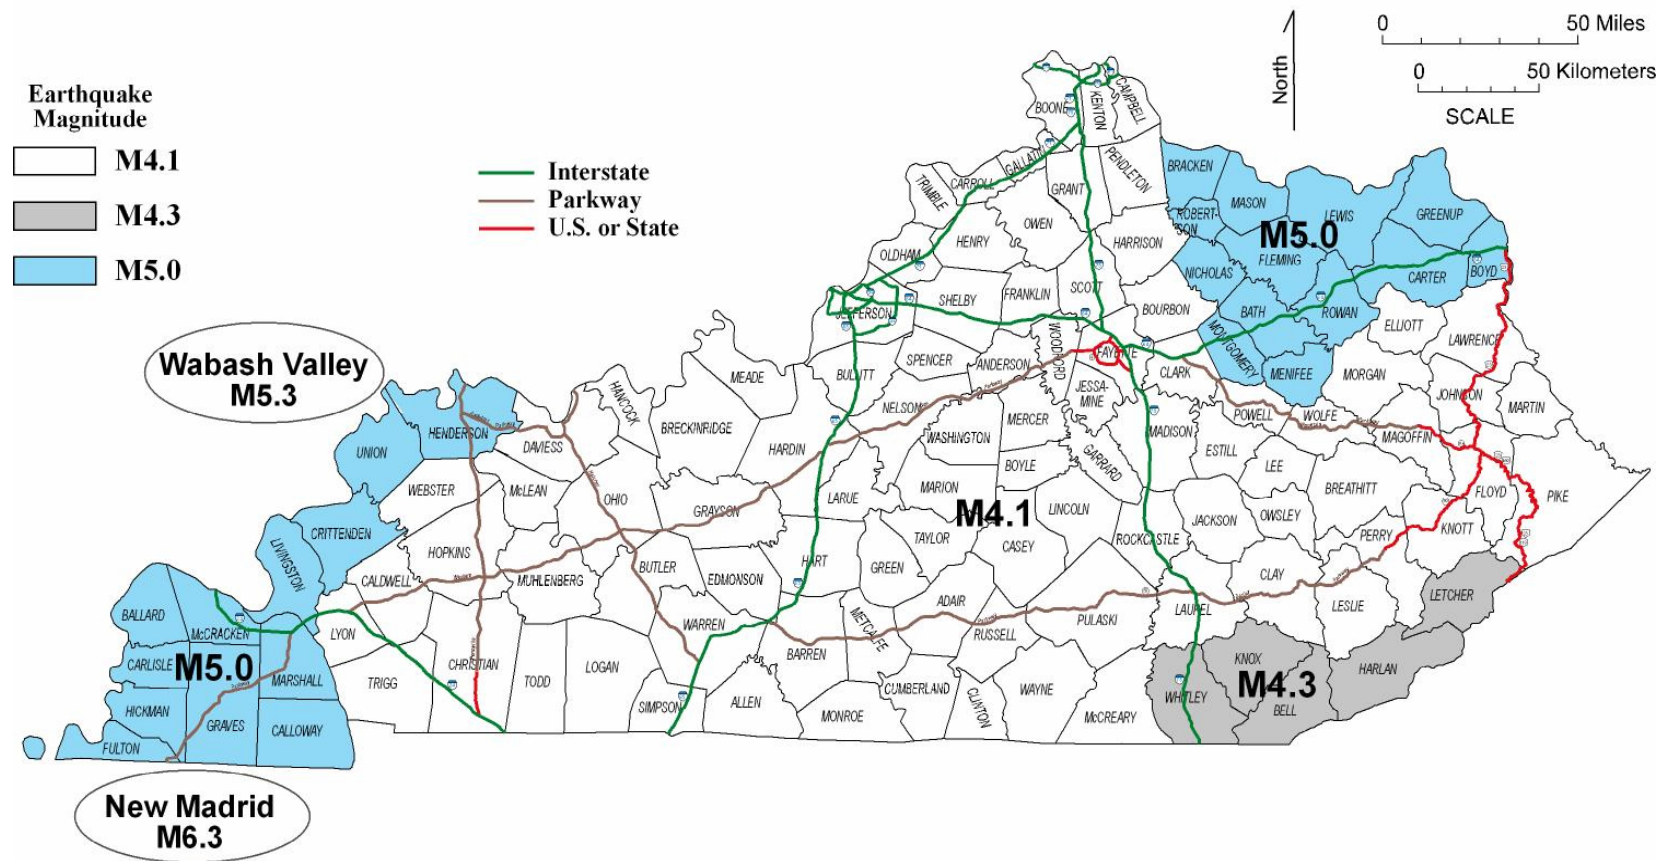 Earthquake
Magnitude
M4.1
M4.3
M5.0
Interstate
Parkway
U.S. or State
North
0 50 Miles
0 50 Kilometers
SCALE
Wabash Valley
M5.3
New Madrid
M6.3
M5.0
M5.0
M4.1
M4.3
BOONE
KENTON
CAMPBELL
GALLATIN
PENDLETON
BRACKEN
CARROLL
GRANT
TRIMBLE
MASON
ROBERT-
SON
LEWIS
GREENUP
OWEN
HENRY
HARRISON
OLDHAM
FLEMING
NICHOLAS
CARTER
BOYD
SHELBY
FRANKLIN
SCOTT
BOURBON
JEFFERSON
BATH
ROWAN
ELLIOTT
LAWRENCE
MONTGOMERY
WOODFORD
FAYETTE
SPENCER
ANDERSON
CLARK
MENIFEE
MORGAN
BULLITT
MEADE
HANCOCK
JESSA-
MINE
JOHNSON
MARTIN
NELSON
MERCER
POWELL
WOLFE
MAGOFFIN
BRECKINRIDGE
WASHINGTON
MADISON
HENDERSON
DAVIESS
HARDIN
GARRARD
ESTILL
UNION
BOYLE
LEE
WEBSTER
McLEAN
OHIO
LARUE
MARION
BREATHITT
FLOYD
PIKE
GRAYSON
LINCOLN
JACKSON
OWSLEY
CRITTENDEN
TAYLOR
CASEY
ROCKCASTLE
PERRY
KNOTT
LIVINGSTON
HOPKINS
BUTLER
HART
GREEN
CALDWELL
MUHLENBERG
EDMONSON
CLAY
LETCHER
BALLARD
McCRACKEN
LYON
WARREN
ADAIR
METCALFE
RUSSELL
PULASKI
LAUREL
LESLIE
CARLISLE
MARSHALL
CHRISTIAN
LOGAN
BARREN
KNOX
HARLAN
TRIGG
TODD
CUMBERLAND
WAYNE
WHITLEY
HICKMAN
SIMPSON
ALLEN
MONROE
CLINTON
McCREARY
BELL
GRAVES
CALLOWAY
FULTON